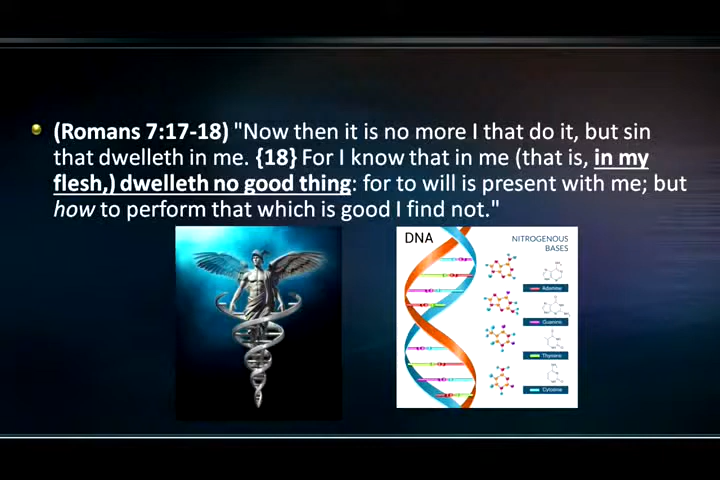 (Romans 7:17-18) "Now then it is no more I that do it, but sin
that dwelleth in me. {18} For I know that in me (that is, in my
flesh,) dwelleth no good thing: for to will is present with me; but
how to perform that which is good I find not."
DNA
NITROGENOUS
BASES
Adenine
Guanine
Thymine
Cytosine